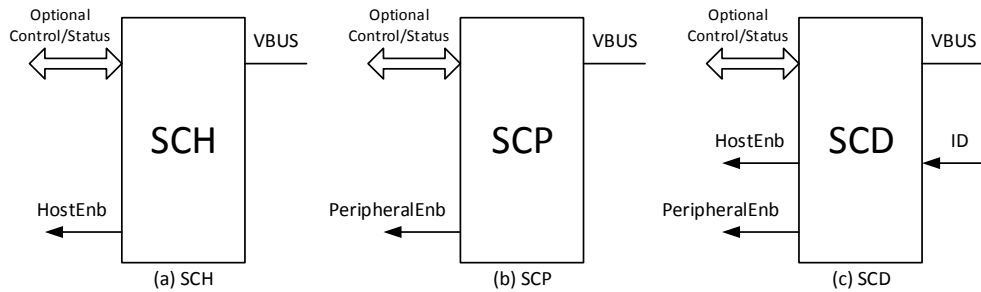 Optional
Control/Status
VBUS
SCH
HostEnb
(a) SCH
Optional
Control/Status
VBUS
SCP
PeripheralEnb
(b) SCP
Optional
Control/Status
VBUS
HostEnb
SCD
ID
PeripheralEnb
(c) SCD